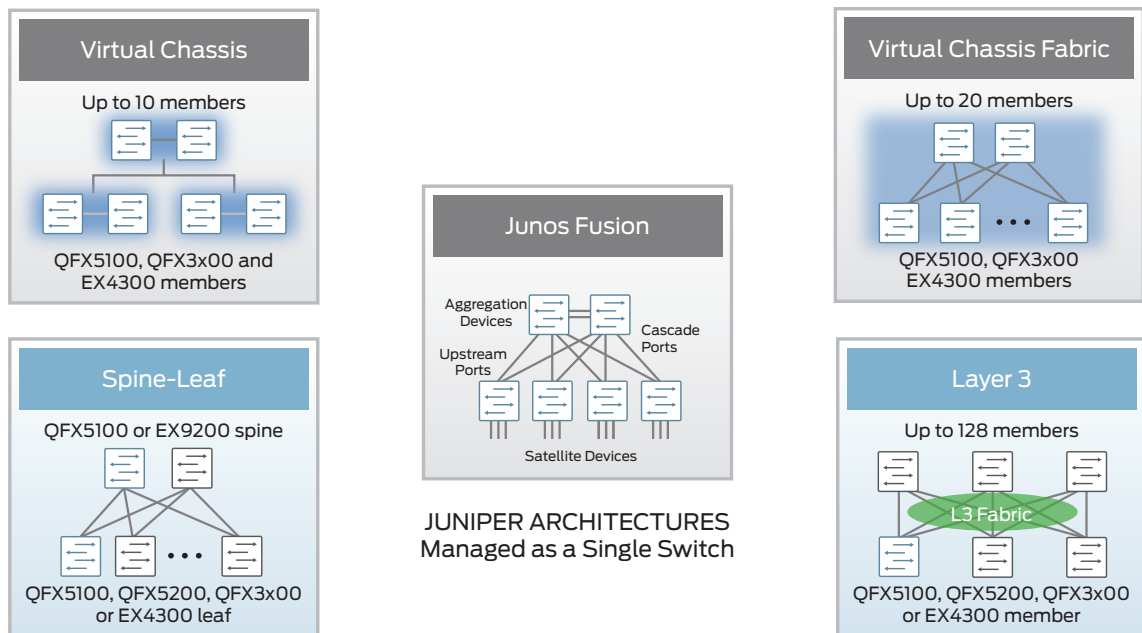 Virtual Chassis
Up to 10 members
QFX5100, QFX3x00 and
EX4300 members
Virtual Chassis Fabric
Up to 20 members
QFX5100, QFX3x00
EX4300 members
Junos Fusion
Aggregation
Devices
Cascade
Ports
Upstream
Ports
Satellite Devices
JUNIPER ARCHITECTURES
Managed as a Single Switch
Spine-Leaf
QFX5100 or EX9200 spine
QFX5100, QFX5200, QFX3x00
or EX4300 leaf
Layer 3
Up to 128 members
L3 Fabric
QFX5100, QFX5200, QFX3x00
or EX4300 member